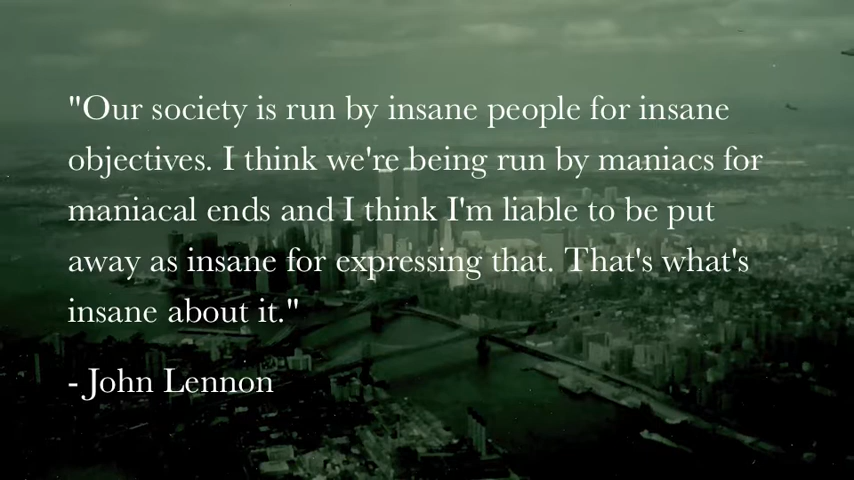 "Our society is run by insane people for insane
objectives. I think we're being run by maniacs for
maniacal ends and I think I'm liable to be put
away as insane for expressing that. That's what's
insane about it."
- John Lennon